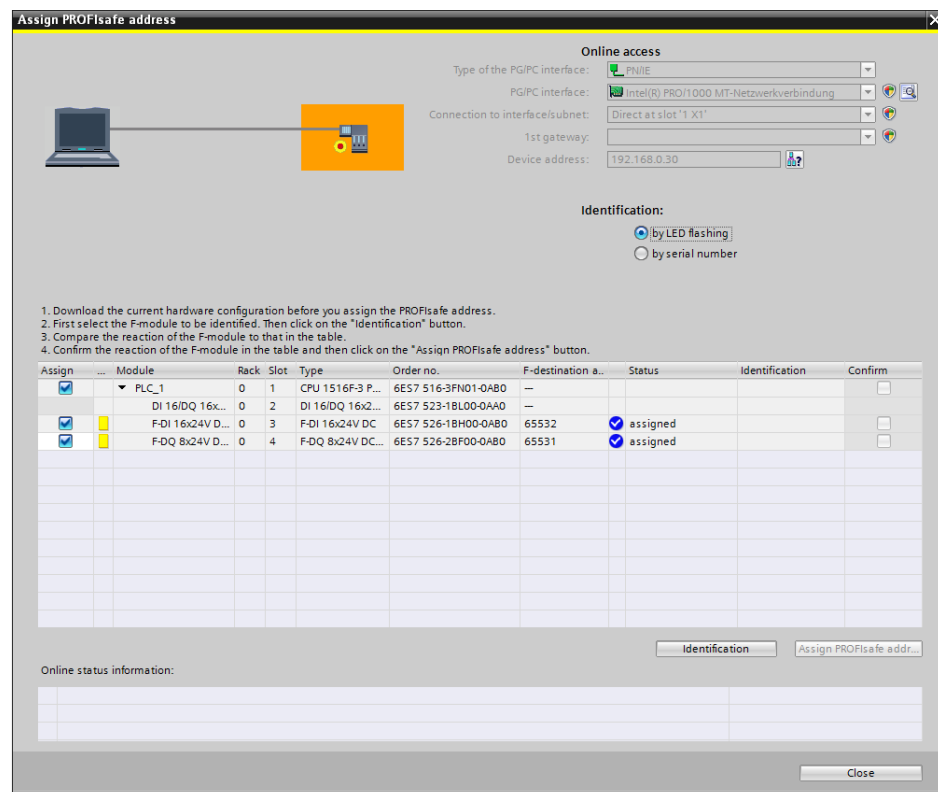 Assign PROFIsafe address
Online access
Type of the PG/PC interface: PN/IE
PG/PC interface: Intel(R) PRO/1000 MT-Netzwerkverbindung
Connection to interface/subnet: Direct at slot '1 X1'
1st gateway:
Device address: 192.168.0.30
Identification:
by LED flashing
by serial number
1. Download the current hardware configuration before you assign the PROFIsafe address.
2. First select the F-module to be identified. Then click on the "Identification" button.
3. Compare the reaction of the F-module to that in the table.
4. Confirm the reaction of the F-module in the table and then click on the "Assign PROFIsafe address" button.
Assign ... Module Rack Slot Type Order no. F-destination a.. Status Identification Confirm
PLC_1 0 1 CPU 1516F-3 P... 6ES7 516-3FN01-0AB0 —
DI 16/DQ 16x... 0 2 DI 16/DQ 16x2... 6ES7 523-1BL00-0AA0 —
F-DI 16x24V D... 0 3 F-DI 16x24V DC 6ES7 526-1BH00-0AB0 65532 assigned
F-DQ 8x24V D... 0 4 F-DQ 8x24V DC... 6ES7 526-2BF00-0AB0 65531 assigned
Identification Assign PROFIsafe addr...
Online status information:
Close